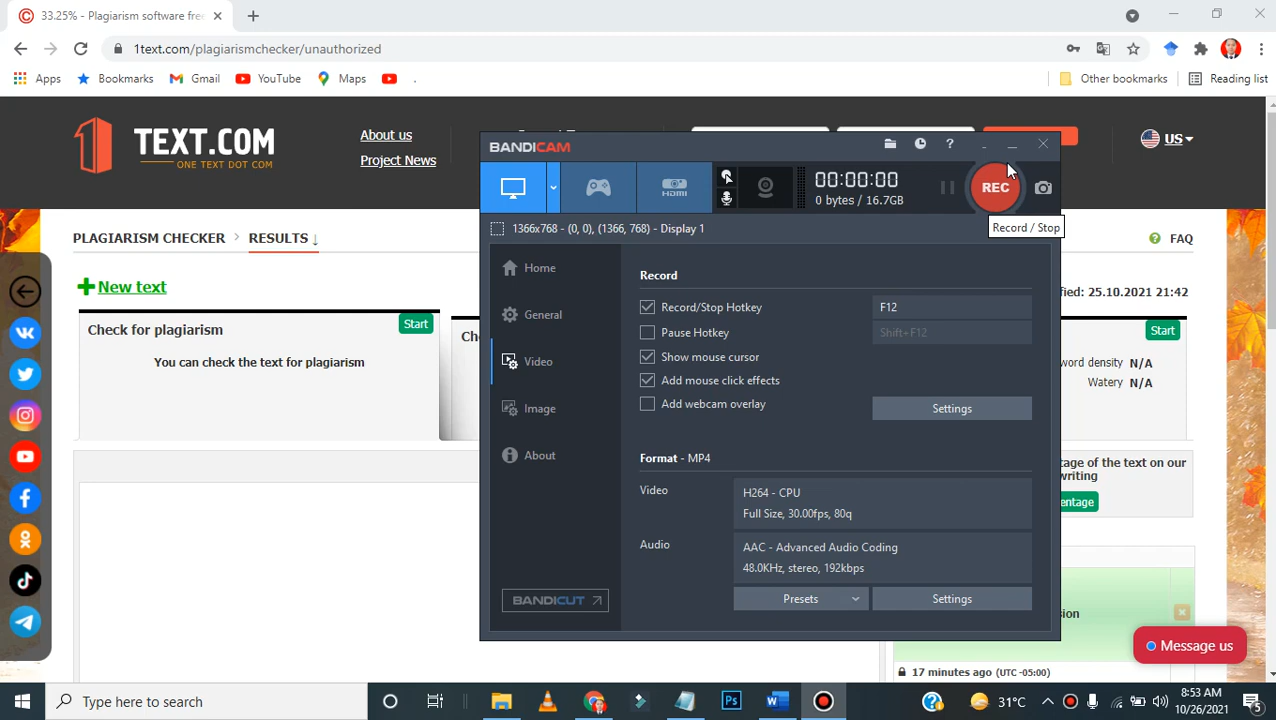 33.25% - Plagiarism software free
1text.com/plagiarismchecker/unauthorized
Apps
Bookmarks
Gmail
YouTube
Maps
.
Other bookmarks
Reading list
1TEXT.COM
ONE TEXT DOT COM
About us
Project News
US
PLAGIARISM CHECKER
RESULTS ↓
FAQ
New text
25.10.2021 21:42
Check for plagiarism
Start
You can check the text for plagiarism
Start
word density N/A
Watery N/A
of the text on our
writing
17 minutes ago (UTC -05:00)
Message us
BANDICAM
HDMI
00:00:00
0 bytes / 16.7GB
REC
Record / Stop
1366x768 - (0, 0), (1366, 768) - Display 1
Home
General
Video
Image
About
BANDICUT
Record
Record/Stop Hotkey
F12
Pause Hotkey
Shift+F12
Show mouse cursor
Add mouse click effects
Add webcam overlay
Settings
Format - MP4
Video
H264 - CPU
Full Size, 30.00fps, 80q
Audio
AAC - Advanced Audio Coding
48.0KHz, stereo, 192kbps
Presets
Settings
Type here to search
Ps
31°C
8:53 AM
10/26/2021
5